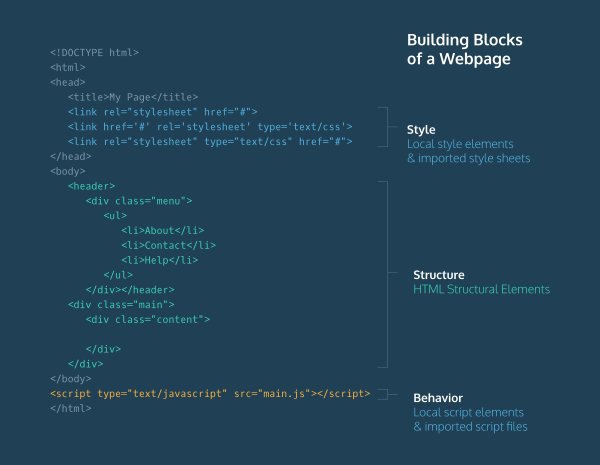 Building Blocks
of a Webpage
<!DOCTYPE html>
<html>
<head>
<title>My Page</title>
<link rel="stylesheet" href="#">
<link href='#' rel='stylesheet' type='text/css'>
<link rel="stylesheet" type="text/css" href="#">
</head>
Style
Local style elements
& imported style sheets
<body>
<header>
<div class="menu">
<ul>
<li>About</li>
<li>Contact</li>
<li>Help</li>
</ul>
</div></header>
<div class="main">
<div class="content">
</div>
</div>
Structure
HTML Structural Elements
</body>
<script type="text/javascript" src="main.js"></script>
</html>
Behavior
Local script elements
& imported script files